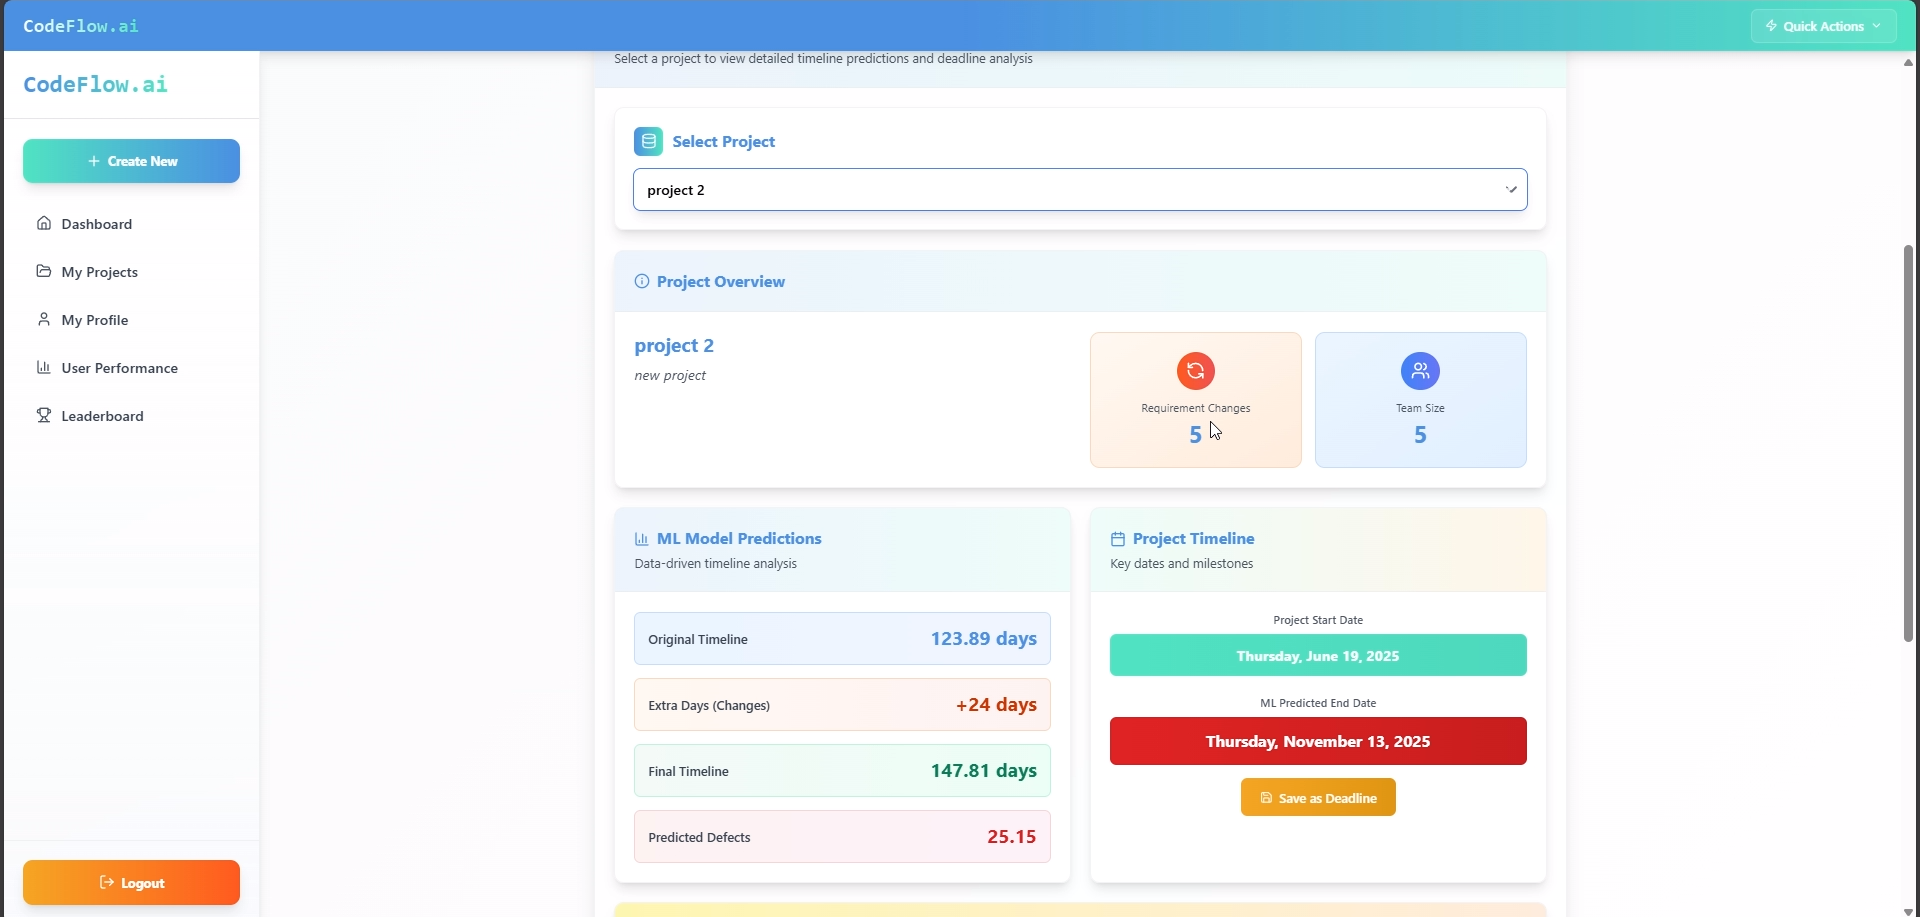 CodeFlow.ai
Quick Actions
CodeFlow.ai
+ Create New
Dashboard
My Projects
My Profile
User Performance
Leaderboard
Logout
Select a project to view detailed timeline predictions and deadline analysis
Select Project
project 2
Project Overview
project 2
new project
Requirement Changes
5
Team Size
5
ML Model Predictions
Data-driven timeline analysis
Original Timeline 123.89 days
Extra Days (Changes) +24 days
Final Timeline 147.81 days
Predicted Defects 25.15
Project Timeline
Key dates and milestones
Project Start Date
Thursday, June 19, 2025
ML Predicted End Date
Thursday, November 13, 2025
Save as Deadline